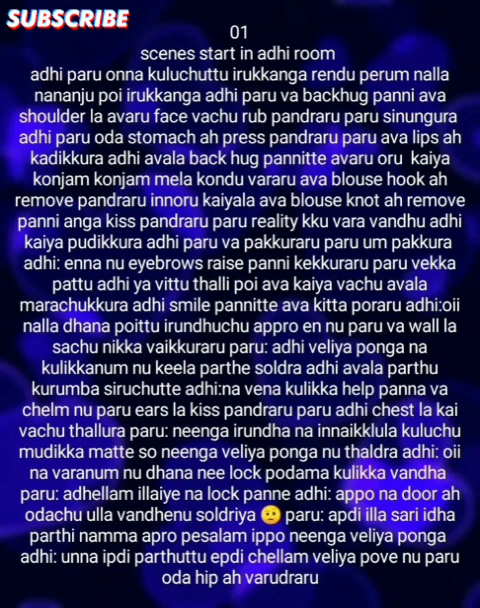 SUBSCRIBE
01
scenes start in adhi room
adhi paru onna kuluchuttu irukkanga rendu perum nalla
nananju poi irukkanga adhi paru va backhug panni ava
shoulder la avaru face vachu rub pandraru paru sinungura
adhi paru oda stomach ah press pandraru paru ava lips ah
kadikkura adhi avala back hug pannitte avaru oru kaiya
konjam konjam mela kondu vararu ava blouse hook ah
remove pandraru innoru kaiyala ava blouse knot ah remove
panni anga kiss pandraru paru reality kku vara vandhu adhi
kaiya pudikkura adhi paru va pakkuraru paru um pakkura
adhi: enna nu eyebrows raise panni kekkuraru paru vekka
pattu adhi ya vittu thalli poi ava kaiya vachu avala
marachukkura adhi smile pannitte ava kitta poraru adhi:oii
nalla dhana poittu irundhuchu appro en nu paru va wall la
sachu nikka vaikkuraru paru: adhi veliya ponga na
kulikkanum nu keela parthe soldra adhi avala parthu
kurumba siruchutte adhi:na vena kulikka help panna va
chelm nu paru ears la kiss pandraru paru adhi chest la kai
vachu thallura paru: neenga irundha na innaikklula kuluchu
mudikka matte so neenga veliya ponga nu thaldra adhi: oii
na varanum nu dhana nee lock podama kulikka vandha
paru: adhellam illaiye na lock panne adhi: appo na door ah
odachu ulla vandhenu soldriya 🤨 paru: apdi illa sari idha
parthi namma apro pesalam ippo neenga veliya ponga
adhi: unna ipdi parthuttu epdi chellam veliya pove nu paru
oda hip ah varudraru